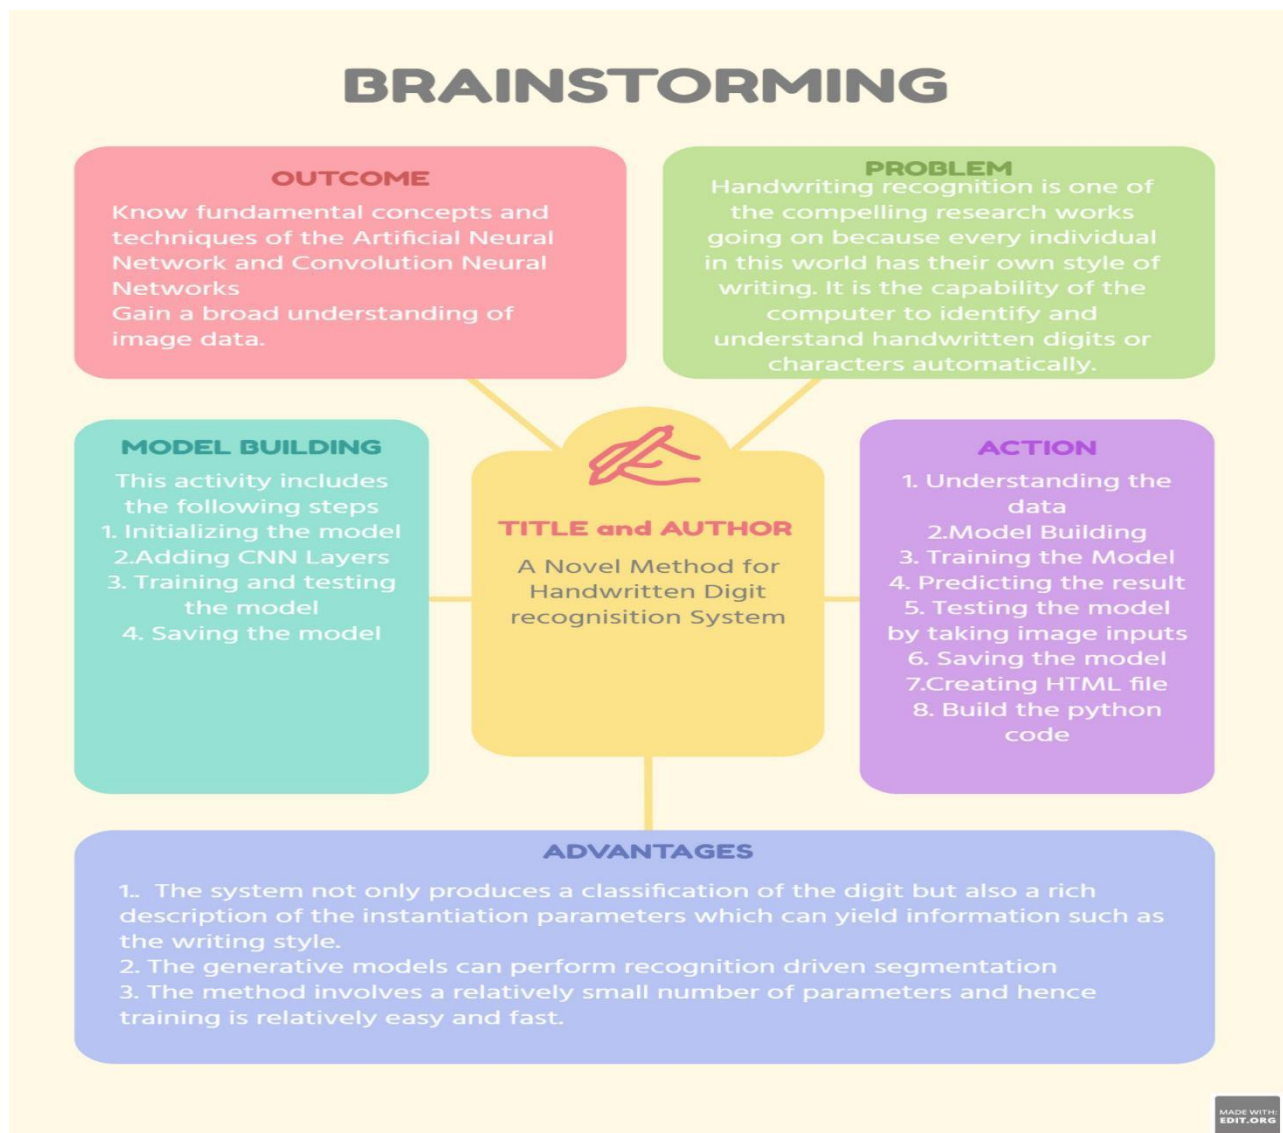 BRAINSTORMING
OUTCOME
Know fundamental concepts and
techniques of the Artificial Neural
Network and Convolution Neural
Networks
Gain a broad understanding of
image data.
PROBLEM
Handwriting recognition is one of
the compelling research works
going on because every individual
in this world has their own style of
writing. It is the capability of the
computer to identify and
understand handwritten digits or
characters automatically.
MODEL BUILDING
This activity includes
the following steps
1. Initializing the model
2.Adding CNN Layers
3. Training and testing
the model
4. Saving the model
TITLE and AUTHOR
A Novel Method for
Handwritten Digit
recognisition System
ACTION
1. Understanding the
data
2.Model Building
3. Training the Model
4. Predicting the result
5. Testing the model
by taking image inputs
6. Saving the model
7.Creating HTML file
8. Build the python
code
ADVANTAGES
1.. The system not only produces a classification of the digit but also a rich
description of the instantiation parameters which can yield information such as
the writing style.
2. The generative models can perform recognition driven segmentation
3. The method involves a relatively small number of parameters and hence
training is relatively easy and fast.
MADE WITH:
EDIT.ORG